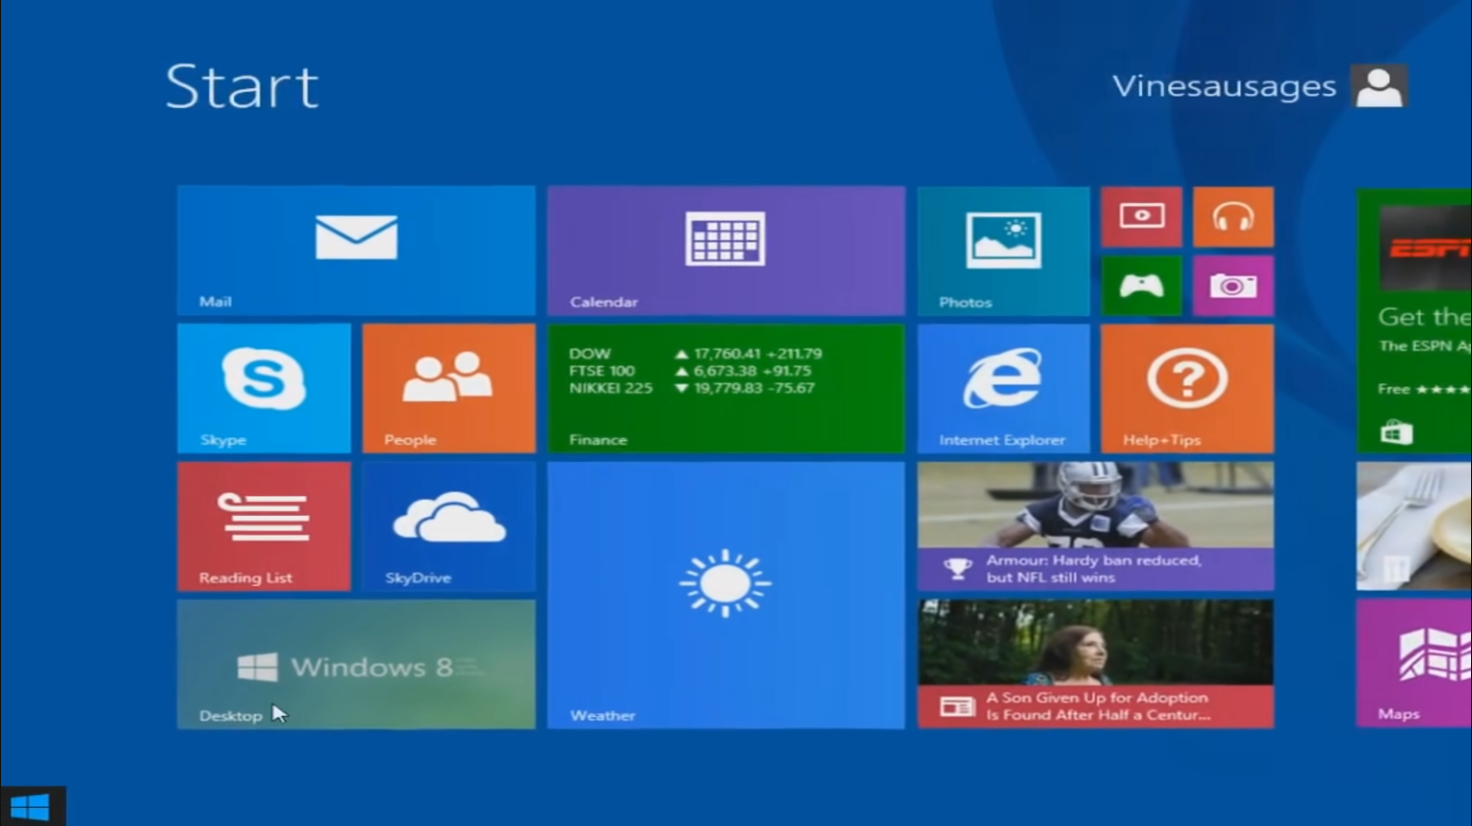 Start
Vinesausages
Mail
Calendar
Photos
ESPN
Get the
The ESPN Ap
Free ★★★★
Skype
People
DOW ▲ 17,760.41 +211.79
FTSE 100 ▲ 6,673.38 +91.75
NIKKEI 225 ▼ 19,779.83 -75.67
Finance
Internet Explorer
Help+Tips
Reading List
SkyDrive
Armour: Hardy ban reduced,
but NFL still wins
Windows 8
Desktop
Weather
A Son Given Up for Adoption
Is Found After Half a Centur...
Maps